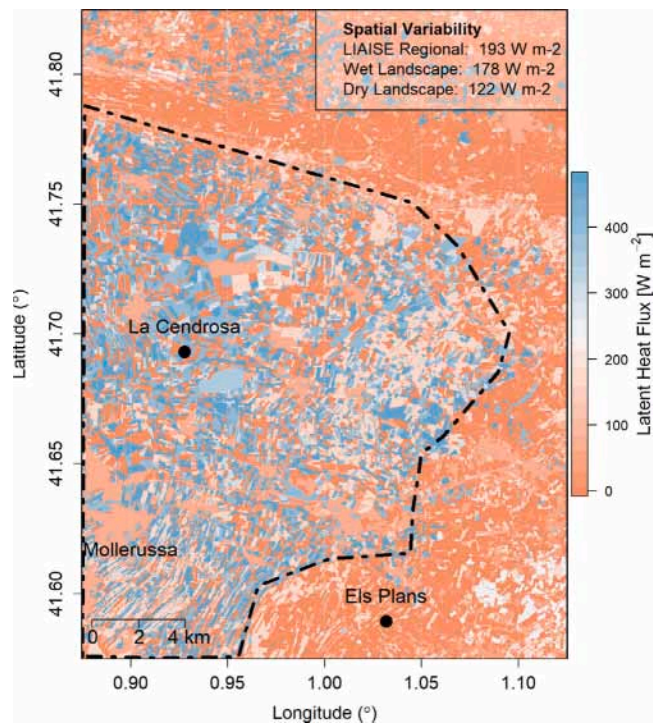 Spatial Variability
LIAISE Regional: 193 W m-2
Wet Landscape: 178 W m-2
Dry Landscape: 122 W m-2
41.80
41.75
41.70
41.65
41.60
Latitude (°)
La Cendrosa
Mollerussa
Els Plans
0 2 4 km
0.90 0.95 1.00 1.05 1.10
Longitude (°)
400
300
200
100
0
Latent Heat Flux [W m⁻²]